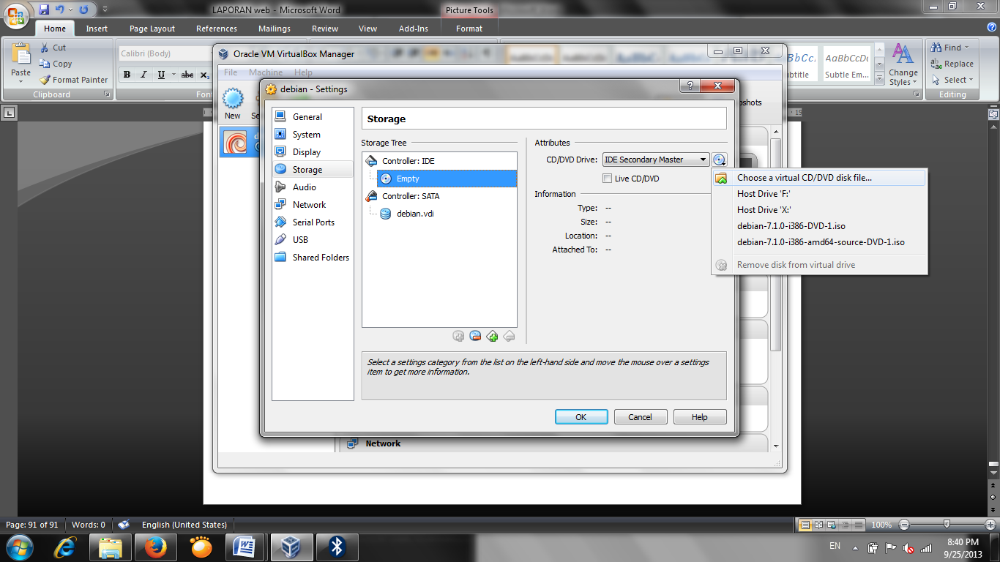 LAPORAN web - Microsoft Word
Picture Tools
Home
Insert
Page Layout
References
Mailings
Review
View
Add-Ins
Format
Paste
Cut
Copy
Format Painter
Clipboard
Calibri (Body)
B I U abc x₂
Font
AaBbCc.
AaBbCcDc
Subtle Em...
Change
Styles
Find
Replace
Select
Editing
Oracle VM VirtualBox Manager
File Machine Help
New
debian - Settings
General
System
Display
Storage
Audio
Network
Serial Ports
USB
Shared Folders
Storage
Storage Tree
Controller: IDE
Empty
Controller: SATA
debian.vdi
Attributes
CD/DVD Drive: IDE Secondary Master
Live CD/DVD
Information
Type: --
Size: --
Location: --
Attached To: --
Choose a virtual CD/DVD disk file...
Host Drive 'F:'
Host Drive 'X:'
debian-7.1.0-i386-DVD-1.iso
debian-7.1.0-i386-amd64-source-DVD-1.iso
Remove disk from virtual drive
Select a settings category from the list on the left-hand side and move the mouse over a settings
item to get more information.
OK
Cancel
Help
Network
Page: 91 of 91
Words: 0
English (United States)
100%
EN
8:40 PM
9/25/2013